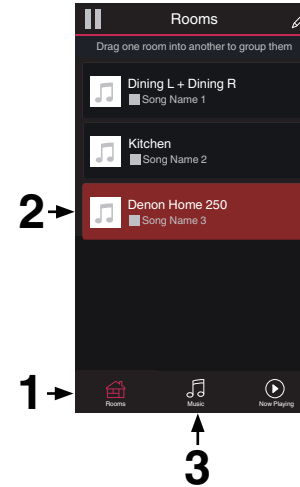 Rooms
Drag one room into another to group them
Dining L + Dining R
Song Name 1
Kitchen
Song Name 2
2
Denon Home 250
Song Name 3
1
Rooms
Music
Now Playing
3